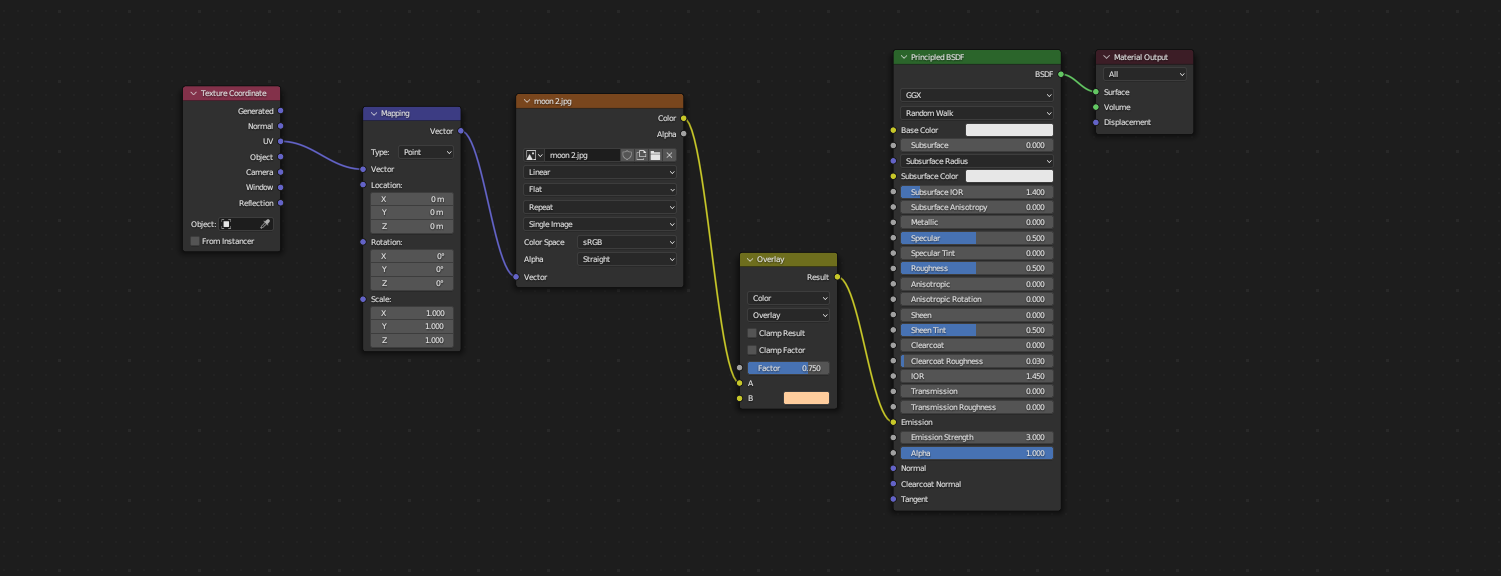 Texture Coordinate
Generated
Normal
UV
Object
Camera
Window
Reflection
Object:
From Instancer
Mapping
Vector
Type: Point
Vector
Location:
X 0 m
Y 0 m
Z 0 m
Rotation:
X 0°
Y 0°
Z 0°
Scale:
X 1.000
Y 1.000
Z 1.000
moon 2.jpg
Color
Alpha
moon 2.jpg
Linear
Flat
Repeat
Single Image
Color Space sRGB
Alpha Straight
Vector
Overlay
Result
Color
Overlay
Clamp Result
Clamp Factor
Factor 0.750
A
B
Principled BSDF
BSDF
GGX
Random Walk
Base Color
Subsurface 0.000
Subsurface Radius
Subsurface Color
Subsurface IOR 1.400
Subsurface Anisotropy 0.000
Metallic 0.000
Specular 0.500
Specular Tint 0.000
Roughness 0.500
Anisotropic 0.000
Anisotropic Rotation 0.000
Sheen 0.000
Sheen Tint 0.500
Clearcoat 0.000
Clearcoat Roughness 0.030
IOR 1.450
Transmission 0.000
Transmission Roughness 0.000
Emission
Emission Strength 3.000
Alpha 1.000
Normal
Clearcoat Normal
Tangent
Material Output
All
Surface
Volume
Displacement